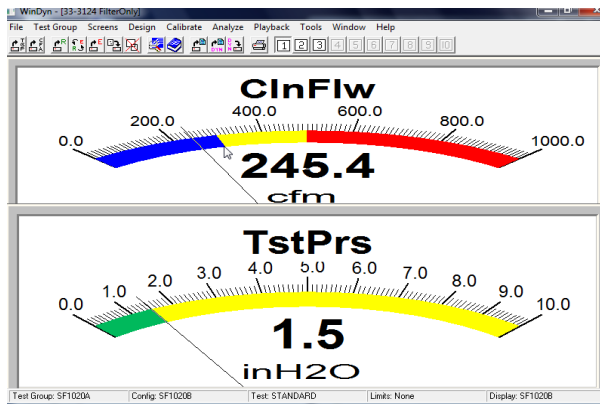 WinDyn - [33-3124 FilterOnly]
File Test Group Screens Design Calibrate Analyze Playback Tools Window Help
1 2 3 4 5 6 7 8 9 10
ClnFlw
0.0 200.0 400.0 600.0 800.0 1000.0
245.4
cfm
TstPrs
0.0 1.0 2.0 3.0 4.0 5.0 6.0 7.0 8.0 9.0 10.0
1.5
inH2O
Test Group: SF1020A Config: SF1020B Test: STANDARD Limits: None Display: SF1020B